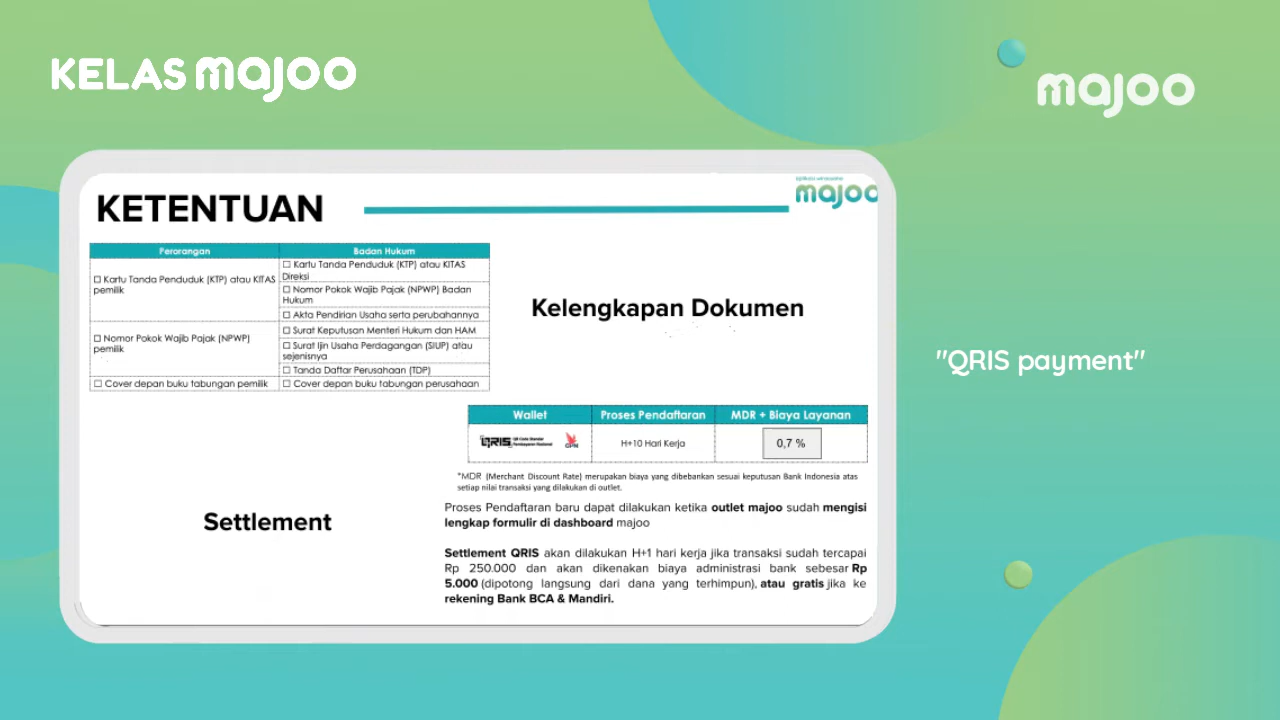 KELAS majoo
majoo
KETENTUAN
aplikasi wirausaha
majoo
Perorangan
Badan Hukum
☐ Kartu Tanda Penduduk (KTP) atau KITAS
pemilik
☐ Kartu Tanda Penduduk (KTP) atau KITAS
Direksi
☐ Nomor Pokok Wajib Pajak (NPWP) Badan
Hukum
☐ Akta Pendirian Usaha serta perubahannya
☐ Nomor Pokok Wajib Pajak (NPWP)
pemilik
☐ Surat Keputusan Menteri Hukum dan HAM
☐ Surat Ijin Usaha Perdagangan (SIUP) atau
sejenisnya
☐ Tanda Daftar Perusahaan (TDP)
☐ Cover depan buku tabungan pemilik
☐ Cover depan buku tabungan perusahaan
Kelengkapan Dokumen
"QRIS payment"
Wallet
Proses Pendaftaran
MDR + Biaya Layanan
QRIS
QR Code Standar
Pembayaran Nasional
GPN
H+10 Hari Kerja
0,7 %
*MDR (Merchant Discount Rate) merupakan biaya yang dibebankan sesuai keputusan Bank Indonesia atas
setiap nilai transaksi yang dilakukan di outlet.
Settlement
Proses Pendaftaran baru dapat dilakukan ketika outlet majoo sudah mengisi
lengkap formulir di dashboard majoo
Settlement QRIS akan dilakukan H+1 hari kerja jika transaksi sudah tercapai
Rp 250.000 dan akan dikenakan biaya administrasi bank sebesar Rp
5.000 (dipotong langsung dari dana yang terhimpun), atau gratis jika ke
rekening Bank BCA & Mandiri.